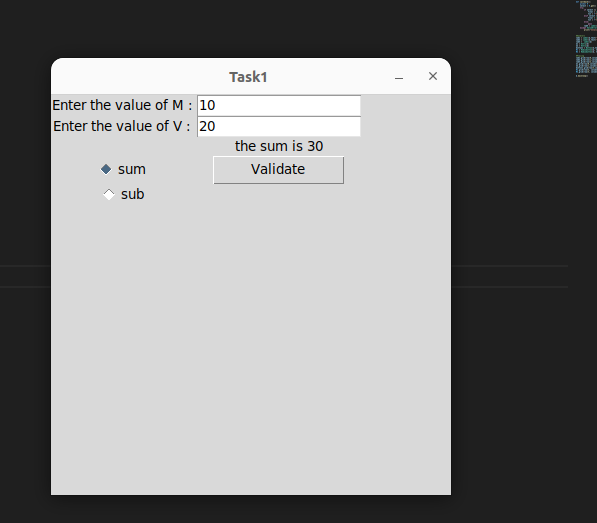 Task1
Enter the value of M : 10
Enter the value of V : 20
the sum is 30
sum Validate
sub